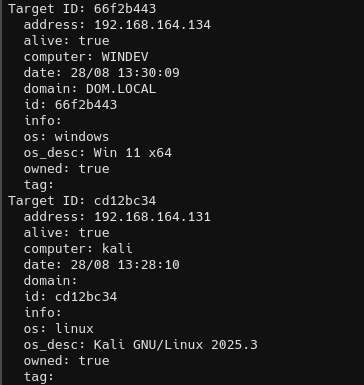 Target ID: 66f2b443
address: 192.168.164.134
alive: true
computer: WINDEV
date: 28/08 13:30:09
domain: DOM.LOCAL
id: 66f2b443
info:
os: windows
os_desc: Win 11 x64
owned: true
tag:
Target ID: cd12bc34
address: 192.168.164.131
alive: true
computer: kali
date: 28/08 13:28:10
domain:
id: cd12bc34
info:
os: linux
os_desc: Kali GNU/Linux 2025.3
owned: true
tag: